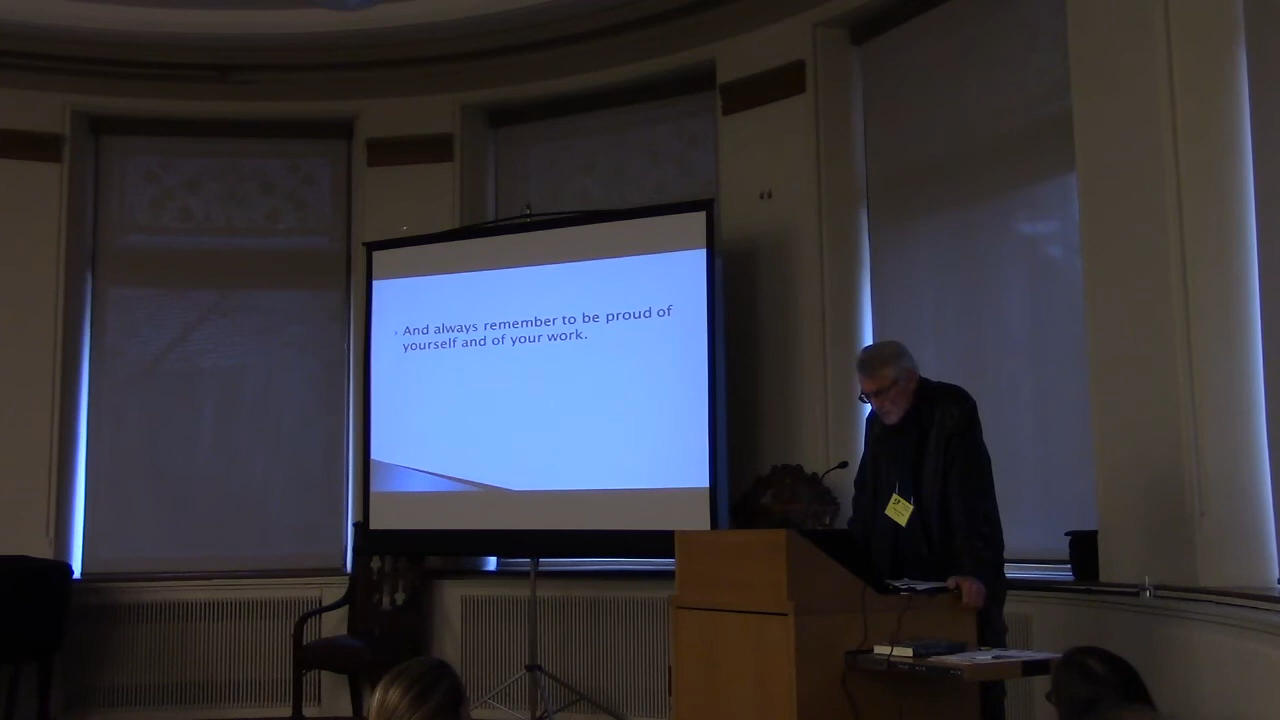 And always remember to be proud of
yourself and of your work.